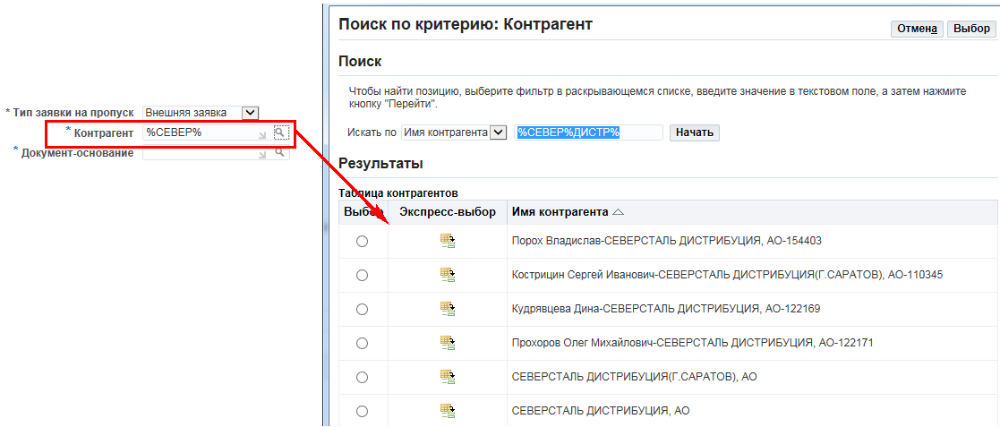 * Тип заявки на пропуск Внешняя заявка
* Контрагент %СЕВЕР%
* Документ-основание
Поиск по критерию: Контрагент
Отмена Выбор
Поиск
Чтобы найти позицию, выберите фильтр в раскрывающемся списке, введите значение в текстовом поле, а затем нажмите
кнопку "Перейти".
Искать по Имя контрагента %СЕВЕР%ДИСТР% Начать
Результаты
Таблица контрагентов
Выбор Экспресс-выбор Имя контрагента
Порох Владислав-СЕВЕРСТАЛЬ ДИСТРИБУЦИЯ, АО-154403
Кострицин Сергей Иванович-СЕВЕРСТАЛЬ ДИСТРИБУЦИЯ(Г.САРАТОВ), АО-110345
Кудрявцева Дина-СЕВЕРСТАЛЬ ДИСТРИБУЦИЯ, АО-122169
Прохоров Олег Михайлович-СЕВЕРСТАЛЬ ДИСТРИБУЦИЯ, АО-122171
СЕВЕРСТАЛЬ ДИСТРИБУЦИЯ(Г.САРАТОВ), АО
СЕВЕРСТАЛЬ ДИСТРИБУЦИЯ, АО